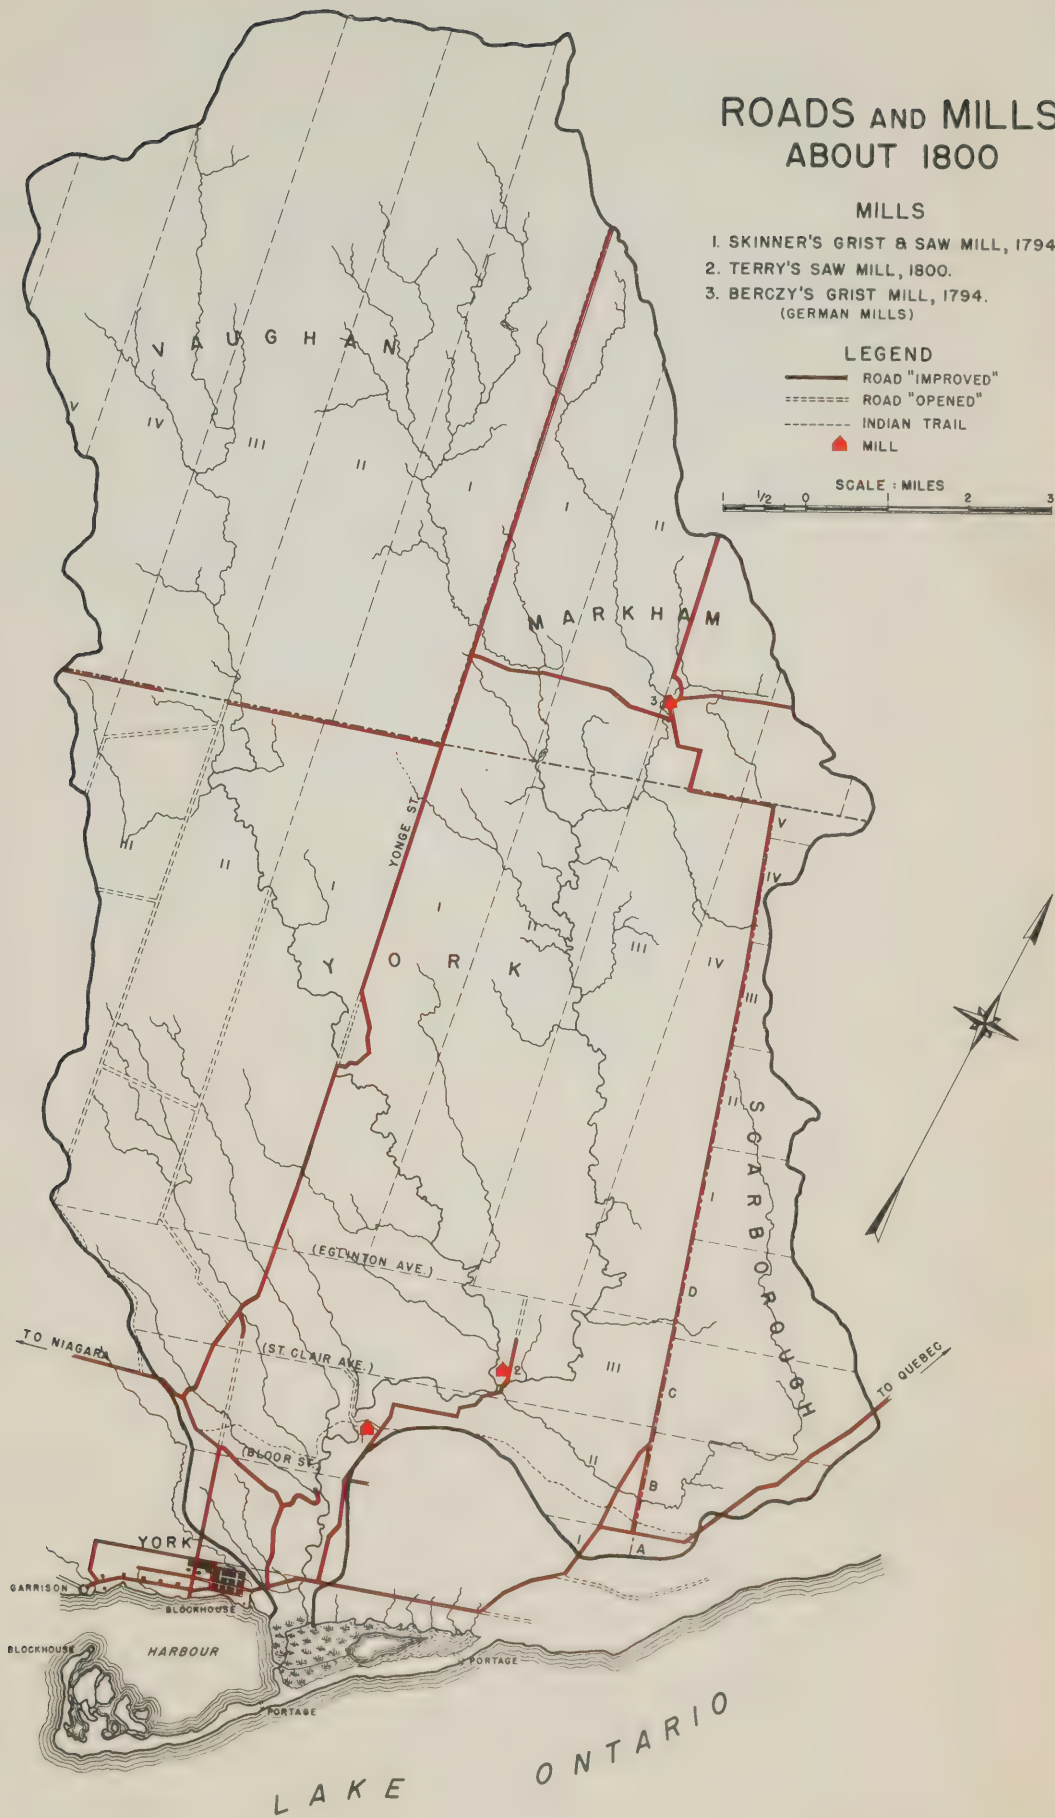 ROADS AND MILLS
ABOUT 1800
MILLS
1. SKINNER'S GRIST & SAW MILL, 1794
2. TERRY'S SAW MILL, 1800.
3. BERCZY'S GRIST MILL, 1794.
(GERMAN MILLS)
LEGEND
ROAD "IMPROVED"
ROAD "OPENED"
INDIAN TRAIL
MILL
SCALE : MILES
1 1/2 0 1 2 3
VAUGHAN
V
IV
III
II
I
I
II
MARKHAM
3
YONGE ST.
III
II
I
I
II
III
IV
YORK
V
IV
III
II
I
D
C
B
A
SCARBOROUGH
(EGLINTON AVE.)
(ST. CLAIR AVE.)
(BLOOR ST.)
TO NIAGARA
TO QUEBEC
2
1
III
II
I
YORK
GARRISON
BLOCKHOUSE
BLOCKHOUSE
HARBOUR
PORTAGE
PORTAGE
LAKE ONTARIO